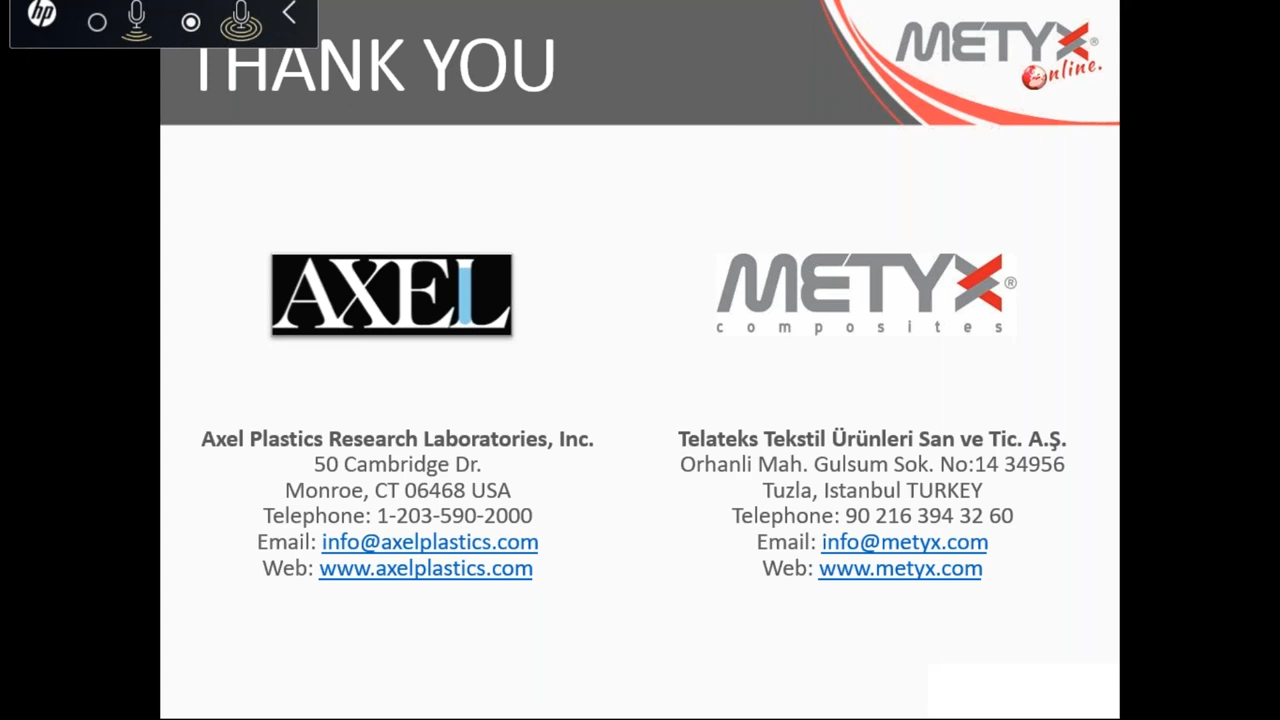 hp
THANK YOU
METYX®
Online.
AXEL
METYX®
composites
Axel Plastics Research Laboratories, Inc.
50 Cambridge Dr.
Monroe, CT 06468 USA
Telephone: 1-203-590-2000
Email: info@axelplastics.com
Web: www.axelplastics.com
Telateks Tekstil Ürünleri San ve Tic. A.Ş.
Orhanli Mah. Gulsum Sok. No:14 34956
Tuzla, Istanbul TURKEY
Telephone: 90 216 394 32 60
Email: info@metyx.com
Web: www.metyx.com